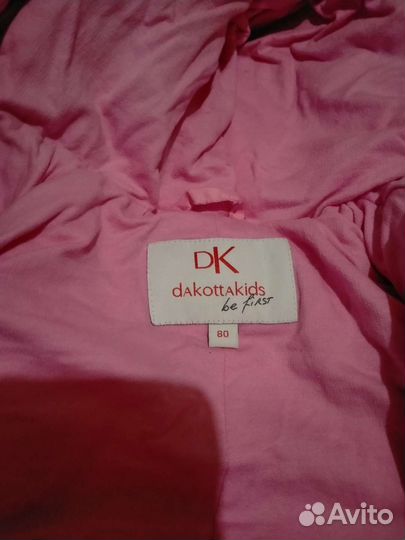 DK
dAkottAkids
be first
80
Avito